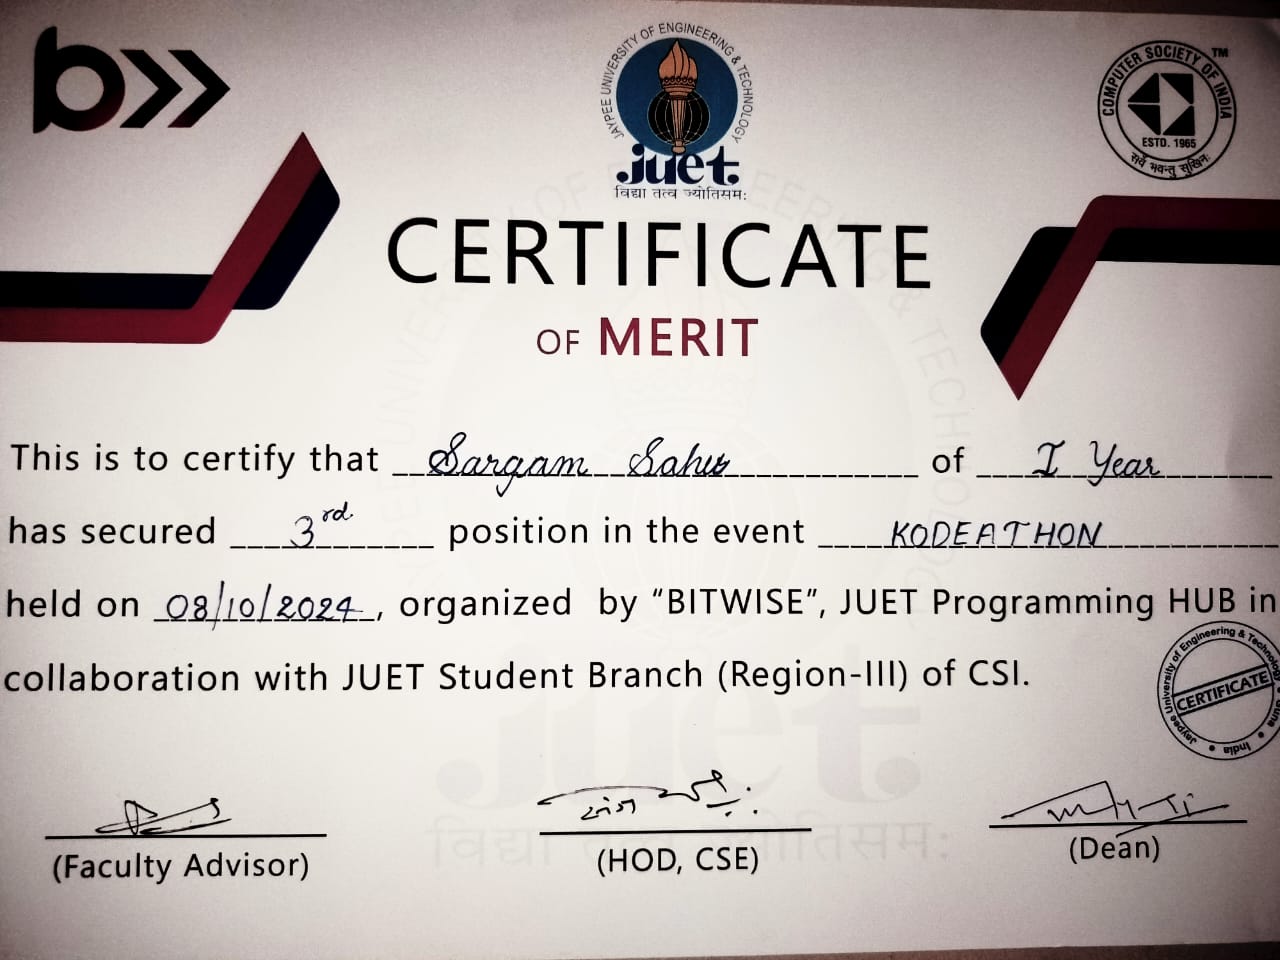 b>>
JAYPEE UNIVERSITY OF ENGINEERING & TECHNOLOGY
juet
विद्या तत्व ज्योतिसमः
COMPUTER SOCIETY OF INDIA
TM
ESTD. 1965
सर्वे भवन्तु सुखिनः
CERTIFICATE
OF MERIT
This is to certify that Sargam Sahu of I Year
has secured 3rd position in the event KODEATHON
held on 08/10/2024, organized by “BITWISE”, JUET Programming HUB in
collaboration with JUET Student Branch (Region-III) of CSI.
Jaypee University of Engineering & Technology • Guna • India •
CERTIFICATE
(Faculty Advisor)
(HOD, CSE)
(Dean)